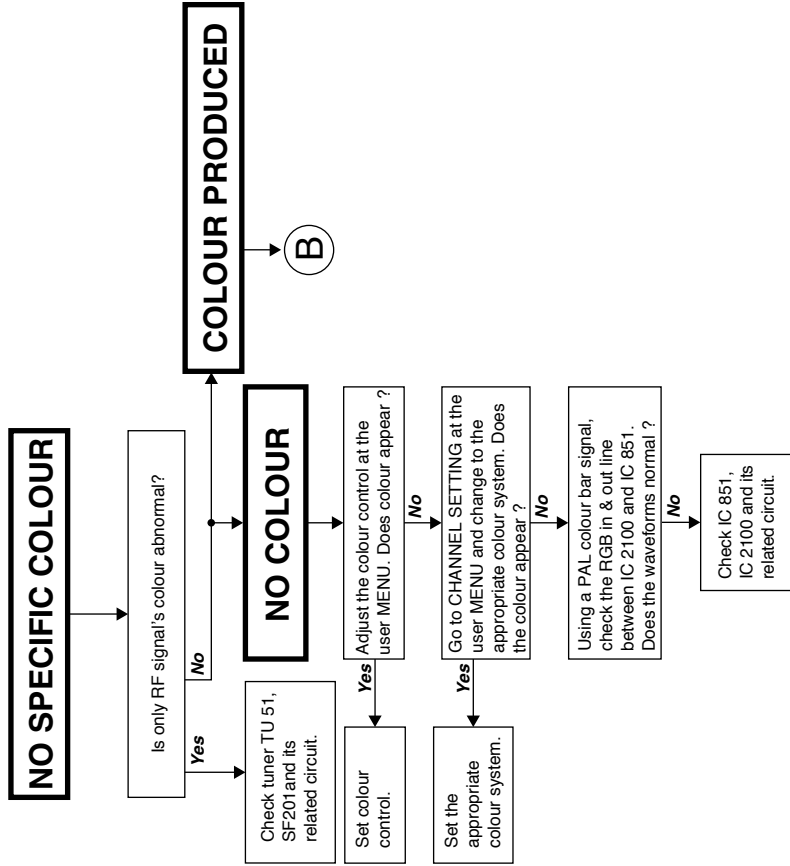 NO SPECIFIC COLOUR
Is only RF signal's colour abnormal?
Yes
No
Check tuner TU 51,
SF201and its
related circuit.
COLOUR PRODUCED
B
NO COLOUR
Adjust the colour control at the
user MENU. Does colour appear ?
Yes
No
Set colour
control.
Go to CHANNEL SETTING at the
user MENU and change to the
appropriate colour system. Does
the colour appear ?
Yes
No
Set the
appropriate
colour system.
Using a PAL colour bar signal,
check the RGB in & out line
between IC 2100 and IC 851.
Does the waveforms normal ?
No
Check IC 851,
IC 2100 and its
related circuit.